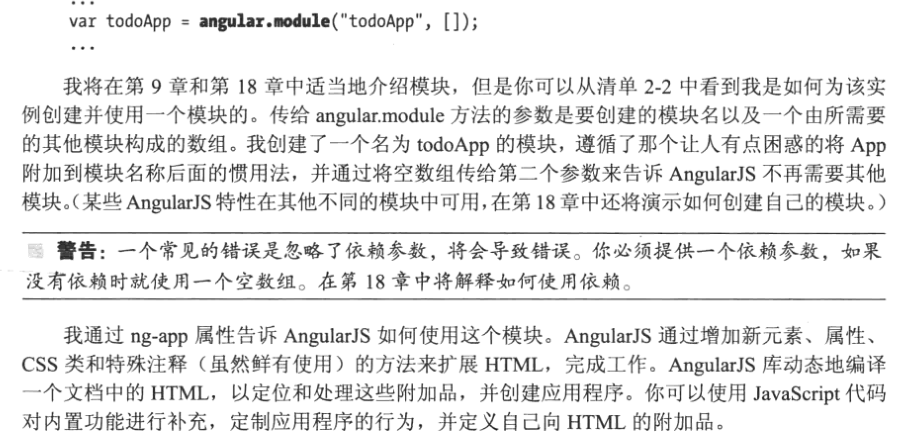 ...
var todoApp = angular.module("todoApp", []);
...
我将在第 9 章和第 18 章中适当地介绍模块，但是你可以从清单 2-2 中看到我是如何为该实
例创建并使用一个模块的。传给 angular.module 方法的参数是要创建的模块名以及一个由所需要
的其他模块构成的数组。我创建了一个名为 todoApp 的模块，遵循了那个让人有点困惑的将 App
附加到模块名称后面的惯用法，并通过将空数组传给第二个参数来告诉 AngularJS 不再需要其他
模块。（某些 AngularJS 特性在其他不同的模块中可用，在第 18 章中还将演示如何创建自己的模块。）
警告：一个常见的错误是忽略了依赖参数，将会导致错误。你必须提供一个依赖参数，如果
没有依赖时就使用一个空数组。在第 18 章中将解释如何使用依赖。
我通过 ng-app 属性告诉 AngularJS 如何使用这个模块。AngularJS 通过增加新元素、属性、
CSS 类和特殊注释（虽然鲜有使用）的方法来扩展 HTML，完成工作。AngularJS 库动态地编译
一个文档中的 HTML，以定位和处理这些附加品，并创建应用程序。你可以使用 JavaScript 代码
对内置功能进行补充，定制应用程序的行为，并定义自己向 HTML 的附加品。